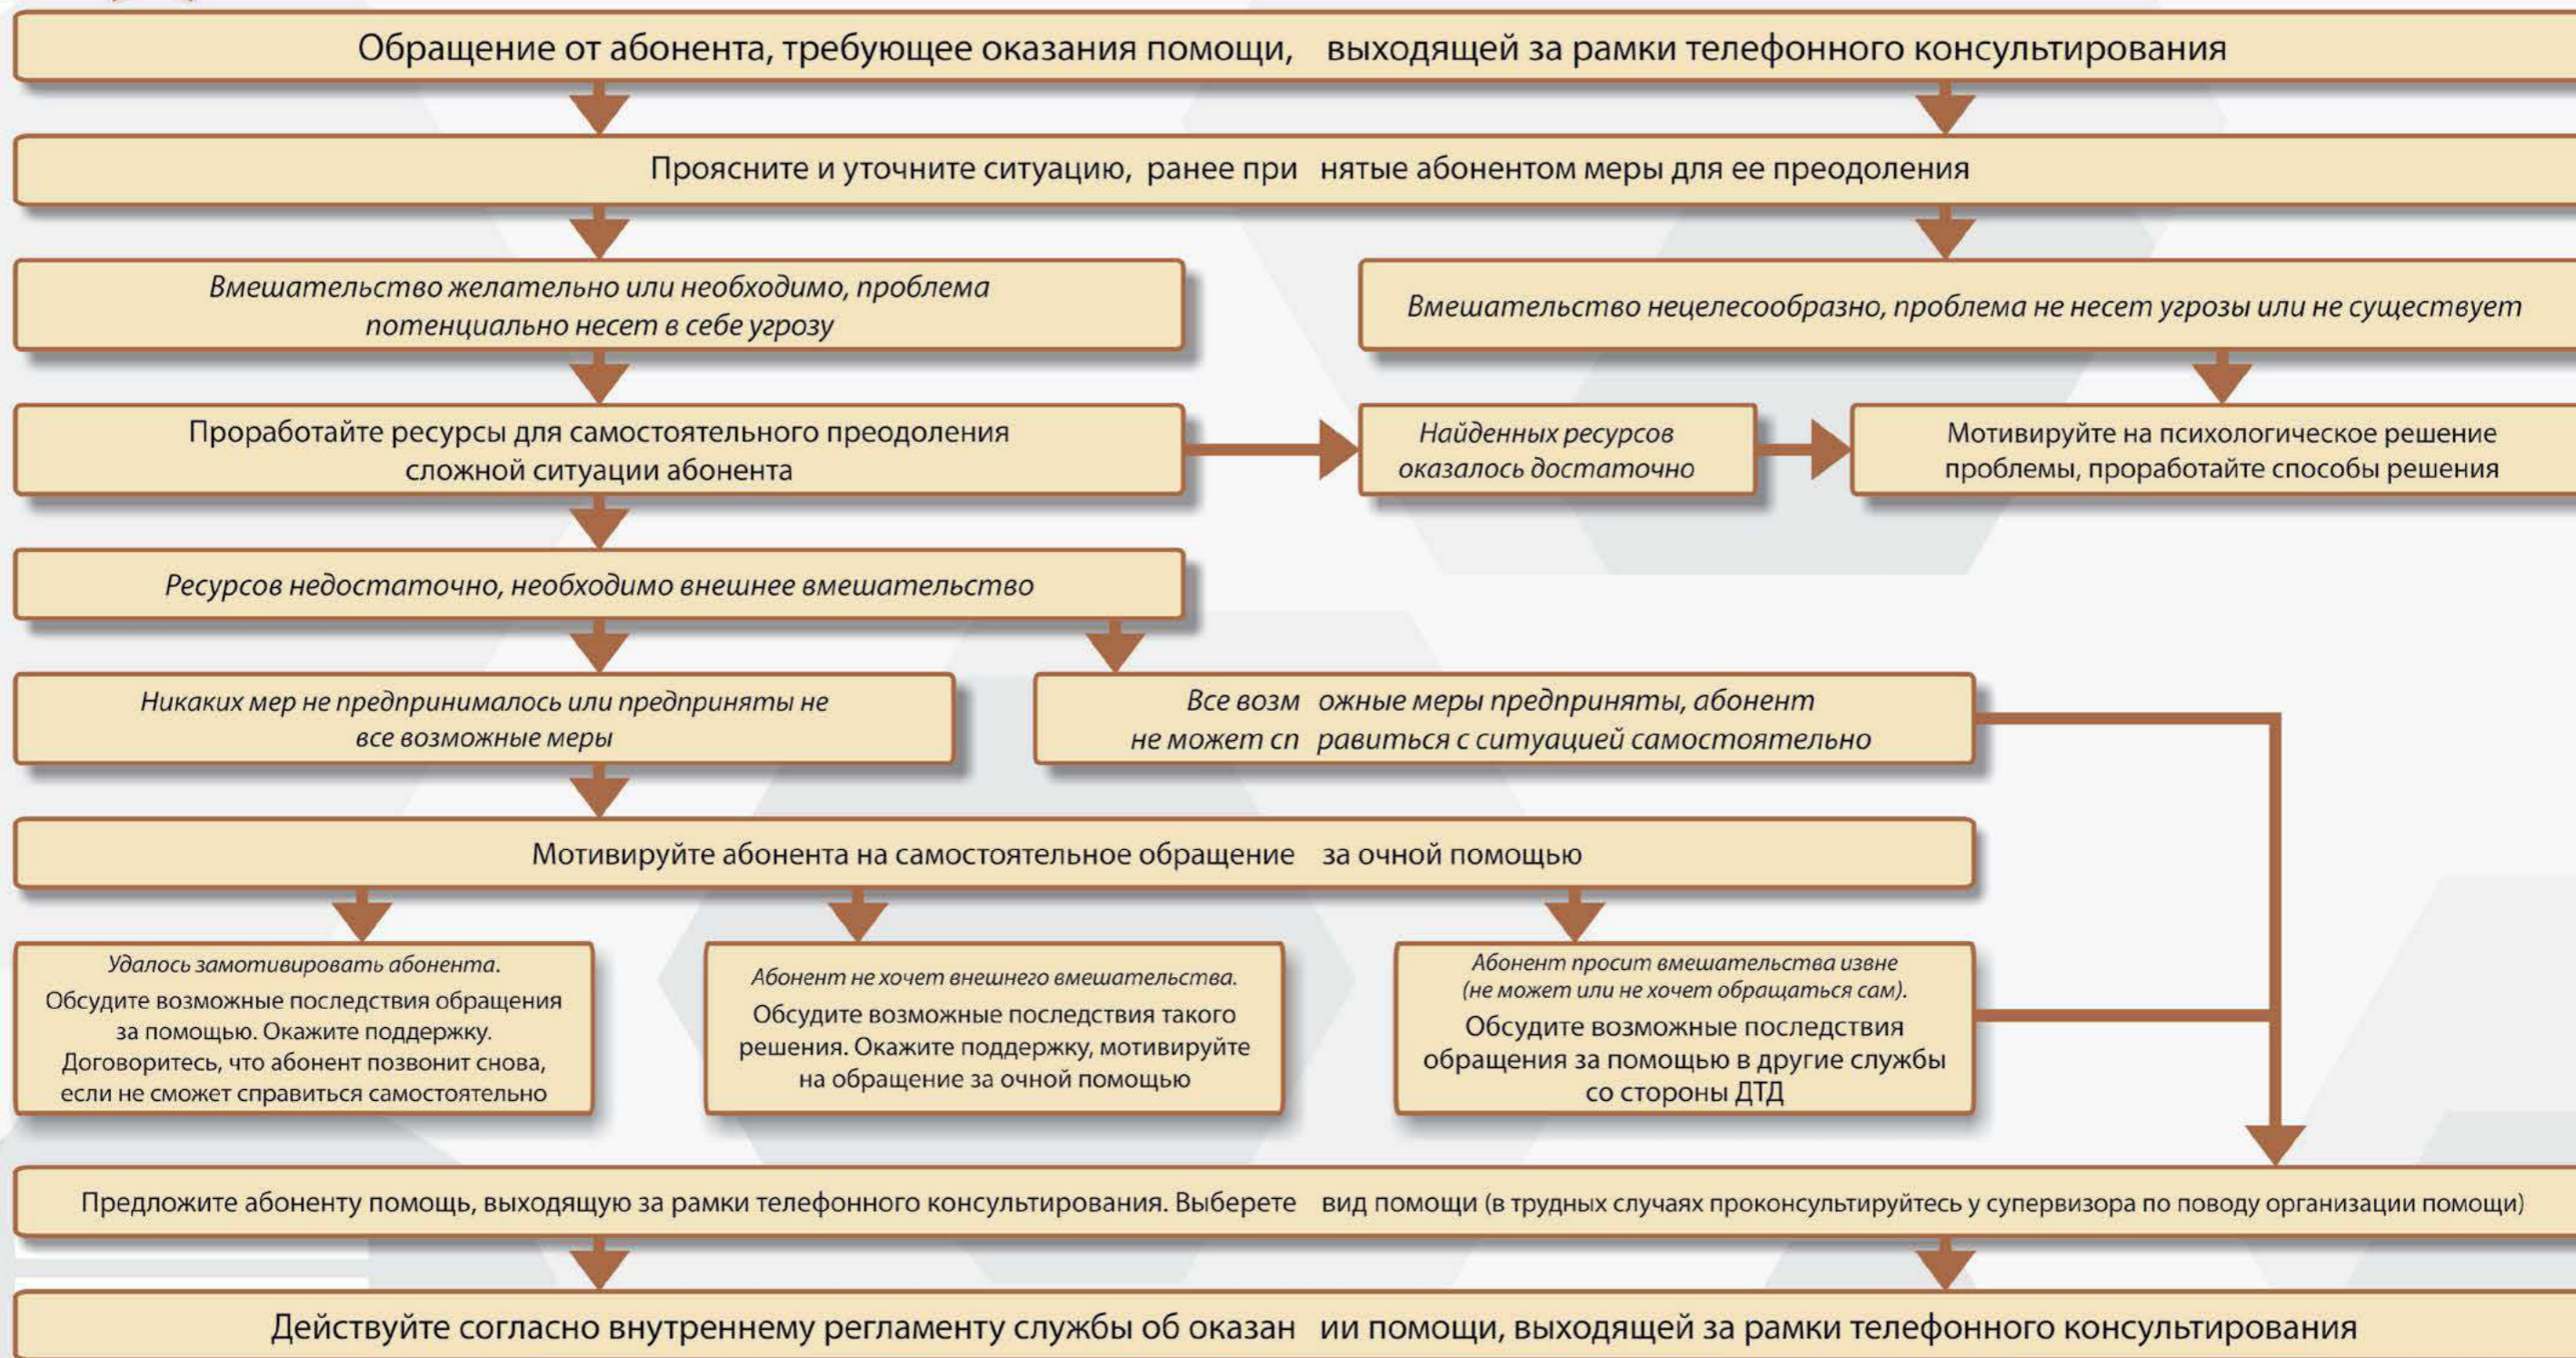 Обращение от абонента, требующее оказания помощи, выходящей за рамки телефонного консультирования
Проясните и уточните ситуацию, ранее при нятые абонентом меры для ее преодоления
Вмешательство желательно или необходимо, проблема
потенциально несет в себе угрозу
Вмешательство нецелесообразно, проблема не несет угрозы или не существует
Проработайте ресурсы для самостоятельного преодоления
сложной ситуации абонента
Найденных ресурсов
оказалось достаточно
Мотивируйте на психологическое решение
проблемы, проработайте способы решения
Ресурсов недостаточно, необходимо внешнее вмешательство
Никаких мер не предпринималось или предприняты не
все возможные меры
Все возм ожные меры предприняты, абонент
не может сп равиться с ситуацией самостоятельно
Мотивируйте абонента на самостоятельное обращение за очной помощью
Удалось замотивировать абонента.
Обсудите возможные последствия обращения
за помощью. Окажите поддержку.
Договоритесь, что абонент позвонит снова,
если не сможет справиться самостоятельно
Абонент не хочет внешнего вмешательства.
Обсудите возможные последствия такого
решения. Окажите поддержку, мотивируйте
на обращение за очной помощью
Абонент просит вмешательства извне
(не может или не хочет обращаться сам).
Обсудите возможные последствия
обращения за помощью в другие службы
со стороны ДТД
Предложите абоненту помощь, выходящую за рамки телефонного консультирования. Выберете вид помощи (в трудных случаях проконсультируйтесь у супервизора по поводу организации помощи)
Действуйте согласно внутреннему регламенту службы об оказан ии помощи, выходящей за рамки телефонного консультирования